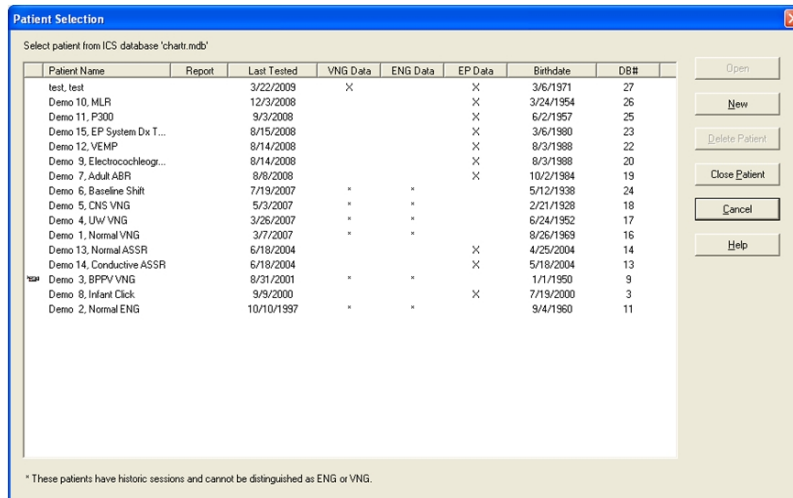 Patient Selection
Select patient from ICS database 'chartr.mdb'
Patient Name Report Last Tested VNG Data ENG Data EP Data Birthdate DB#
test, test 3/22/2009 X X 3/6/1971 27
Demo 10, MLR 12/3/2008 X 3/24/1954 26
Demo 11, P300 9/3/2008 X 6/2/1957 25
Demo 15, EP System Dx T... 8/15/2008 X 3/6/1980 23
Demo 12, VEMP 8/14/2008 X 8/3/1988 22
Demo 9, Electrocochleogr... 8/14/2008 X 8/3/1988 20
Demo 7, Adult ABR 8/8/2008 X 10/2/1984 19
Demo 6, Baseline Shift 7/19/2007 * * 5/12/1938 24
Demo 5, CNS VNG 5/3/2007 * * 2/21/1928 18
Demo 4, UW VNG 3/26/2007 * * 6/24/1952 17
Demo 1, Normal VNG 3/7/2007 * * 8/26/1969 16
Demo 13, Normal ASSR 6/18/2004 X 4/25/2004 14
Demo 14, Conductive ASSR 6/18/2004 X 5/18/2004 13
Demo 3, BPPV VNG 8/31/2001 * * 1/1/1950 9
Demo 8, Infant Click 9/9/2000 X 7/19/2000 3
Demo 2, Normal ENG 10/10/1997 * * 9/4/1960 11
Open
New
Delete Patient
Close Patient
Cancel
Help
* These patients have historic sessions and cannot be distinguished as ENG or VNG.